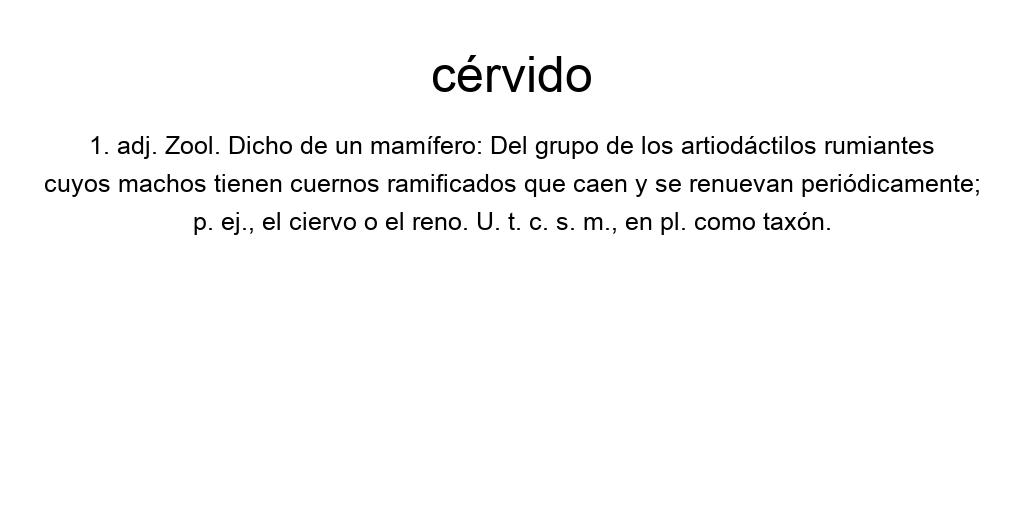 cérvido
1. adj. Zool. Dicho de un mamífero: Del grupo de los artiodáctilos rumiantes
cuyos machos tienen cuernos ramificados que caen y se renuevan periódicamente;
p. ej., el ciervo o el reno. U. t. c. s. m., en pl. como taxón.